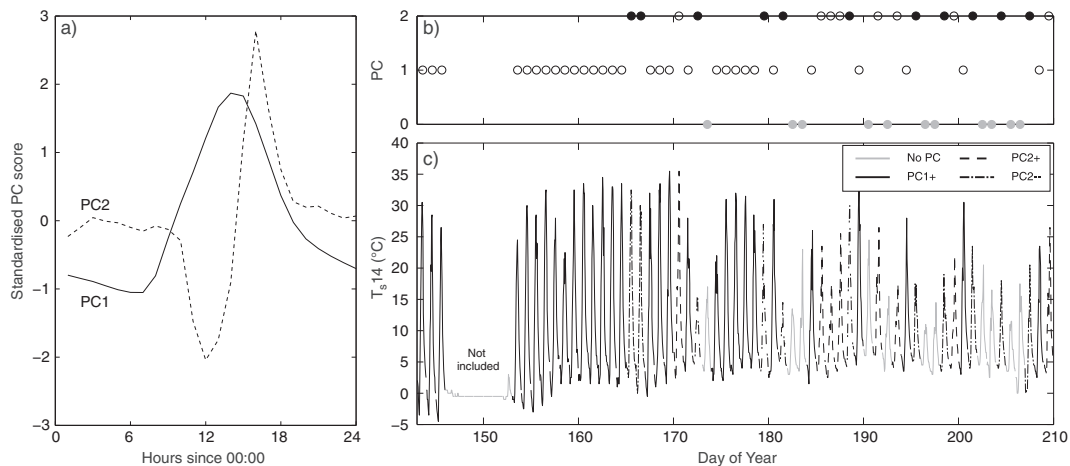 a)
3
2
1
0
−1
−2
−3
Standardised PC score
PC2
PC1
0
6
12
18
24
Hours since 00:00
b)
2
1
0
PC
c)
40
35
30
25
20
15
10
5
0
−5
Ts14 (°C)
No PC
PC1+
PC2+
PC2--
Not
included
150
160
170
180
190
200
210
Day of Year